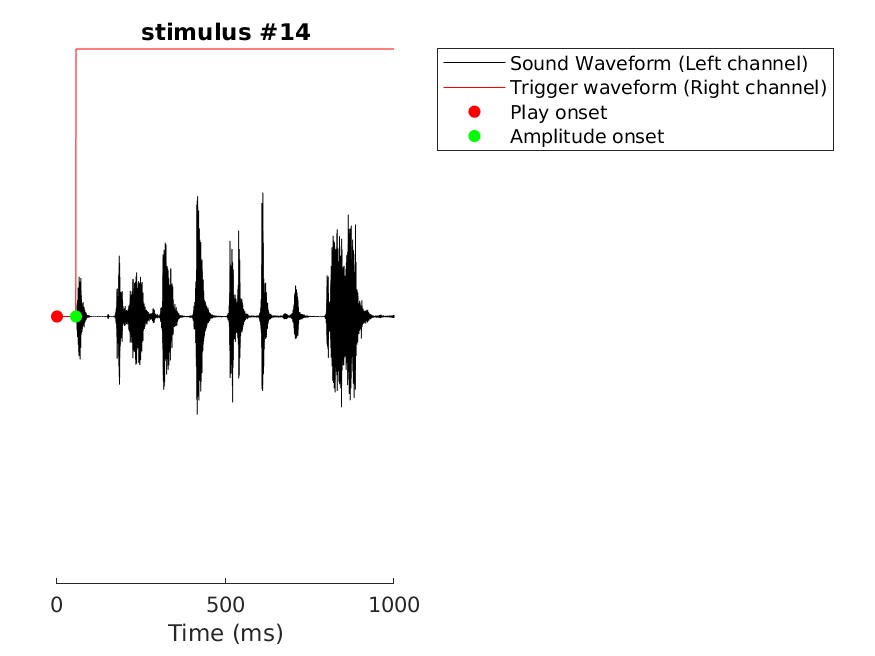 stimulus #14
Sound Waveform (Left channel)
Trigger waveform (Right channel)
Play onset
Amplitude onset
0 500 1000
Time (ms)